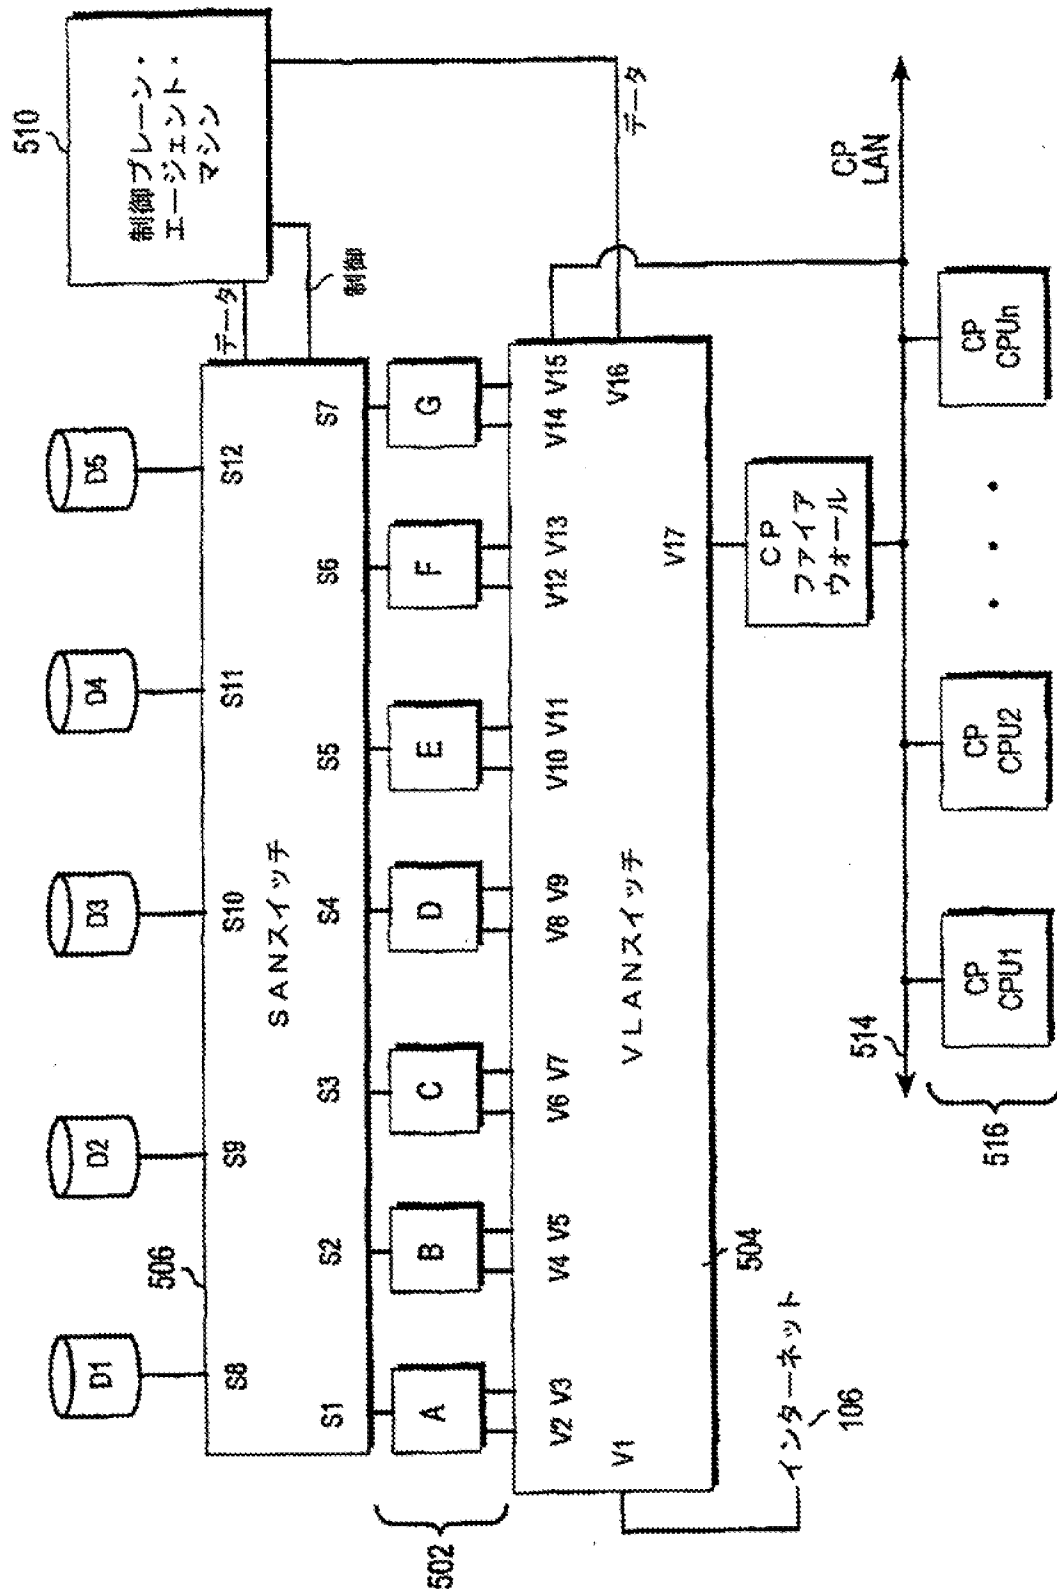 510
制御プレーン・
エージェント・
マシン
データ
制御
データ
D1
D2
D3
D4
D5
506
S8
S9
S10
S11
S12
SANスイッチ
S1
S2
S3
S4
S5
S6
S7
502
A
B
C
D
E
F
G
V2 V3
V4 V5
V6 V7
V8 V9
V10 V11
V12 V13
V14 V15
V1
VLANスイッチ
V16
V17
504
インターネット
106
CP
ファイア
ウォール
CP
LAN
514
CP
CPU1
CP
CPU2
• • •
CP
CPUn
516